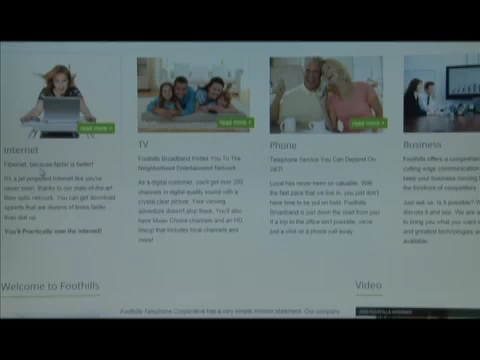 read more
read more
read more
Internet
Fibernet, because faster is better!
It's a jet propelled Internet like you've
never seen, thanks to our state-of-the-art
fiber optic network. You can get download
speeds that are dozens of times faster
than dial up.
You'll Practically own the internet!
TV
Foothills Broadband Invites You To The
Neighborhood Entertainment Network
As a digital customer, you'll get over 200
channels in digital quality sound with a
crystal clear picture. Your viewing
adventure doesn't stop there. You'll also
have Music Choice channels and an HD
lineup that includes local channels and
more!
Phone
Telephone Service You Can Depend On
24/7!
Local has never been so valuable. With
the fast pace that we live in, you just don't
have time to be put on hold. Foothills
Broadband is just down the road from you
if a trip to the office isn't possible, we're
just a click or a phone call away.
Business
Foothills offers a comprehen
cutting edge communication
keep your business running
the forefront of competitors
Just ask us. Is it possible?
discuss it and see. We are a
to bring you what you want
and greatest technologies a
available.
Welcome to Foothills
Foothills Telephone Cooperative has a very simple mission statement. Our company
Video